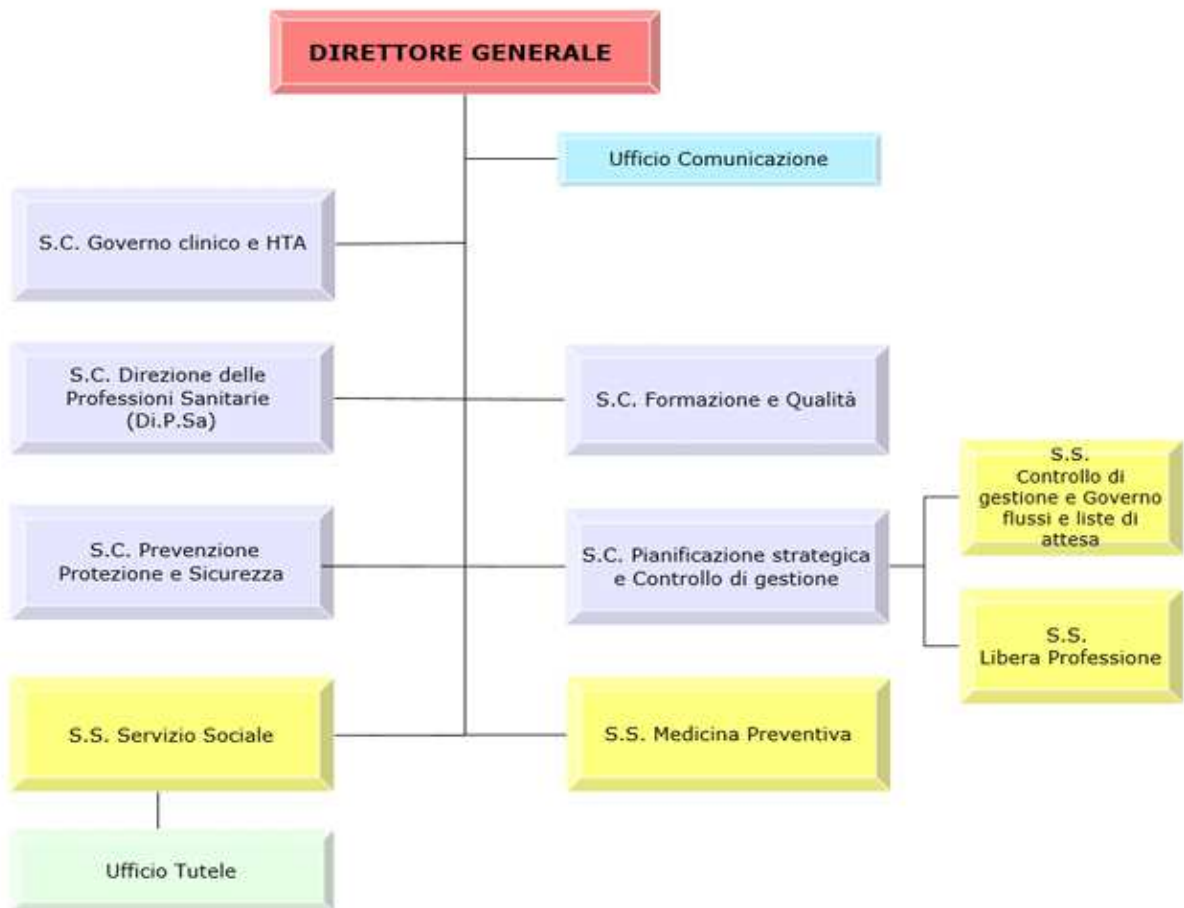 DIRETTORE GENERALE
Ufficio Comunicazione
S.C. Governo clinico e HTA
S.C. Direzione delle
Professioni Sanitarie
(Di.P.Sa)
S.C. Formazione e Qualità
S.S.
Controllo di
gestione e Governo
flussi e liste di
attesa
S.C. Prevenzione
Protezione e Sicurezza
S.C. Pianificazione strategica
e Controllo di gestione
S.S.
Libera Professione
S.S. Servizio Sociale
S.S. Medicina Preventiva
Ufficio Tutele